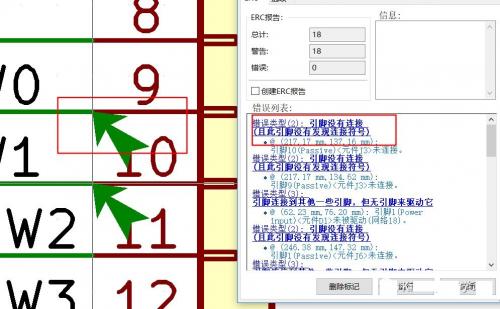 8
V0
9
V1
10
W2
11
W3
12
ERC报告:
总计:
18
警告:
18
错误:
0
创建ERC报告
信息:
错误列表:
错误类型(2): 引脚没有连接
(且此引脚没有发现连接符号)
@ (217.17 mm,137.16 mm):
引脚10(Passive)<元件J3>未连接。
错误类型(2): 引脚没有连接
(且此引脚没有发现连接符号)
@ (217.17 mm,134.62 mm):
引脚9(Passive)<元件J3>未连接。
错误类型(3):
引脚连接到其他一些引脚，但无引脚来驱动它
@ (62.23 mm,76.20 mm): 引脚1(Power
input)<元件D1>未被驱动(网络18)。
错误类型(2): 引脚没有连接
(且此引脚没有发现连接符号)
@ (246.38 mm,147.32 mm):
引脚1(Passive)<元件J6>未连接。
错误类型(3):
删除标记